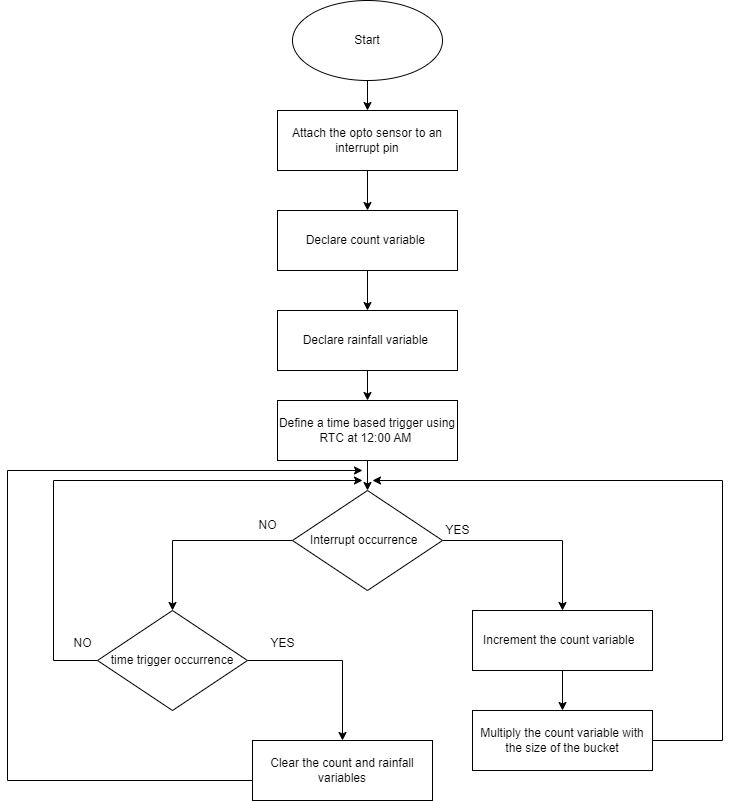 Start
Attach the opto sensor to an
interrupt pin
Declare count variable
Declare rainfall variable
Define a time based trigger using
RTC at 12:00 AM
NO
Interrupt occurrence
YES
NO
time trigger occurrence
YES
Increment the count variable
Multiply the count variable with
the size of the bucket
Clear the count and rainfall
variables